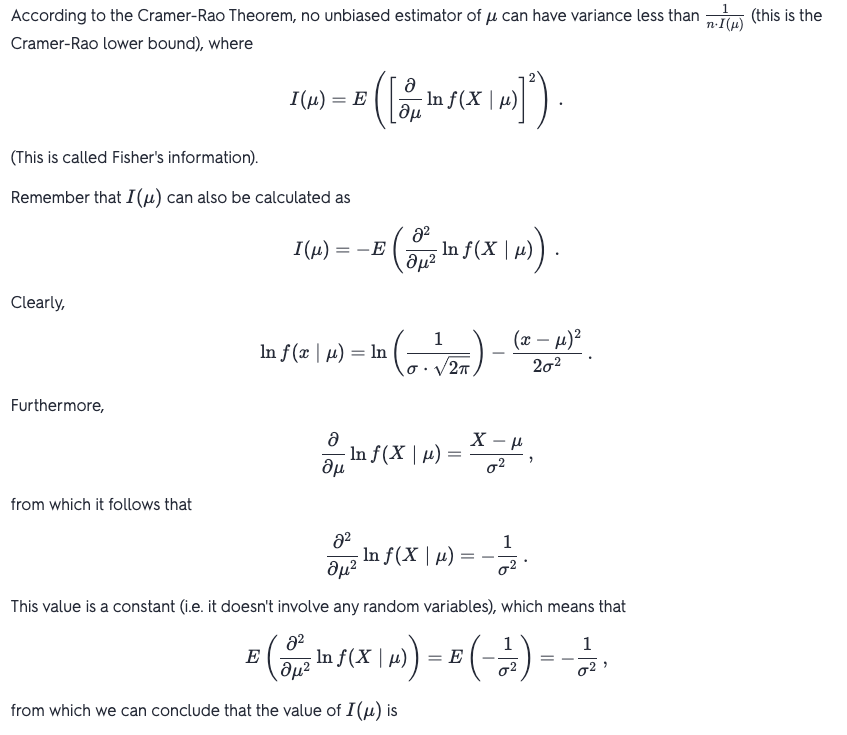 According to the Cramer-Rao Theorem, no unbiased estimator of μ can have variance less than 1/(n·I(μ)) (this is the
Cramer-Rao lower bound), where
I(μ) = E([∂/∂μ ln f(X | μ)]²) .
(This is called Fisher's information).
Remember that I(μ) can also be calculated as
I(μ) = −E(∂²/∂μ² ln f(X | μ)) .
Clearly,
ln f(x | μ) = ln(1/(σ · √2π)) − (x − μ)²/2σ² .
Furthermore,
∂/∂μ ln f(X | μ) = (X − μ)/σ² ,
from which it follows that
∂²/∂μ² ln f(X | μ) = −1/σ² .
This value is a constant (i.e. it doesn't involve any random variables), which means that
E(∂²/∂μ² ln f(X | μ)) = E(−1/σ²) = −1/σ² ,
from which we can conclude that the value of I(μ) is